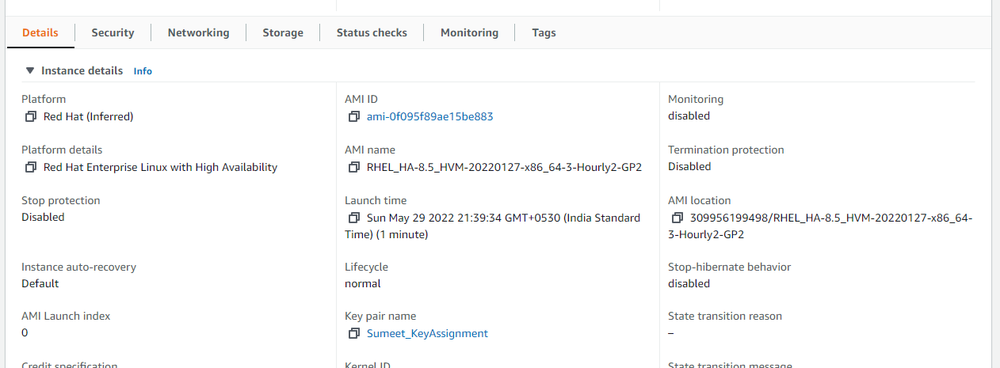 Details Security Networking Storage Status checks Monitoring Tags
Instance details Info
Platform
Red Hat (Inferred)
AMI ID
ami-0f095f89ae15be883
Monitoring
disabled
Platform details
Red Hat Enterprise Linux with High Availability
AMI name
RHEL_HA-8.5_HVM-20220127-x86_64-3-Hourly2-GP2
Termination protection
Disabled
Stop protection
Disabled
Launch time
Sun May 29 2022 21:39:34 GMT+0530 (India Standard
Time) (1 minute)
AMI location
309956199498/RHEL_HA-8.5_HVM-20220127-x86_64-
3-Hourly2-GP2
Instance auto-recovery
Default
Lifecycle
normal
Stop-hibernate behavior
disabled
AMI Launch index
0
Key pair name
Sumeet_KeyAssignment
State transition reason
–
Credit specification
Kernel ID
State transition message